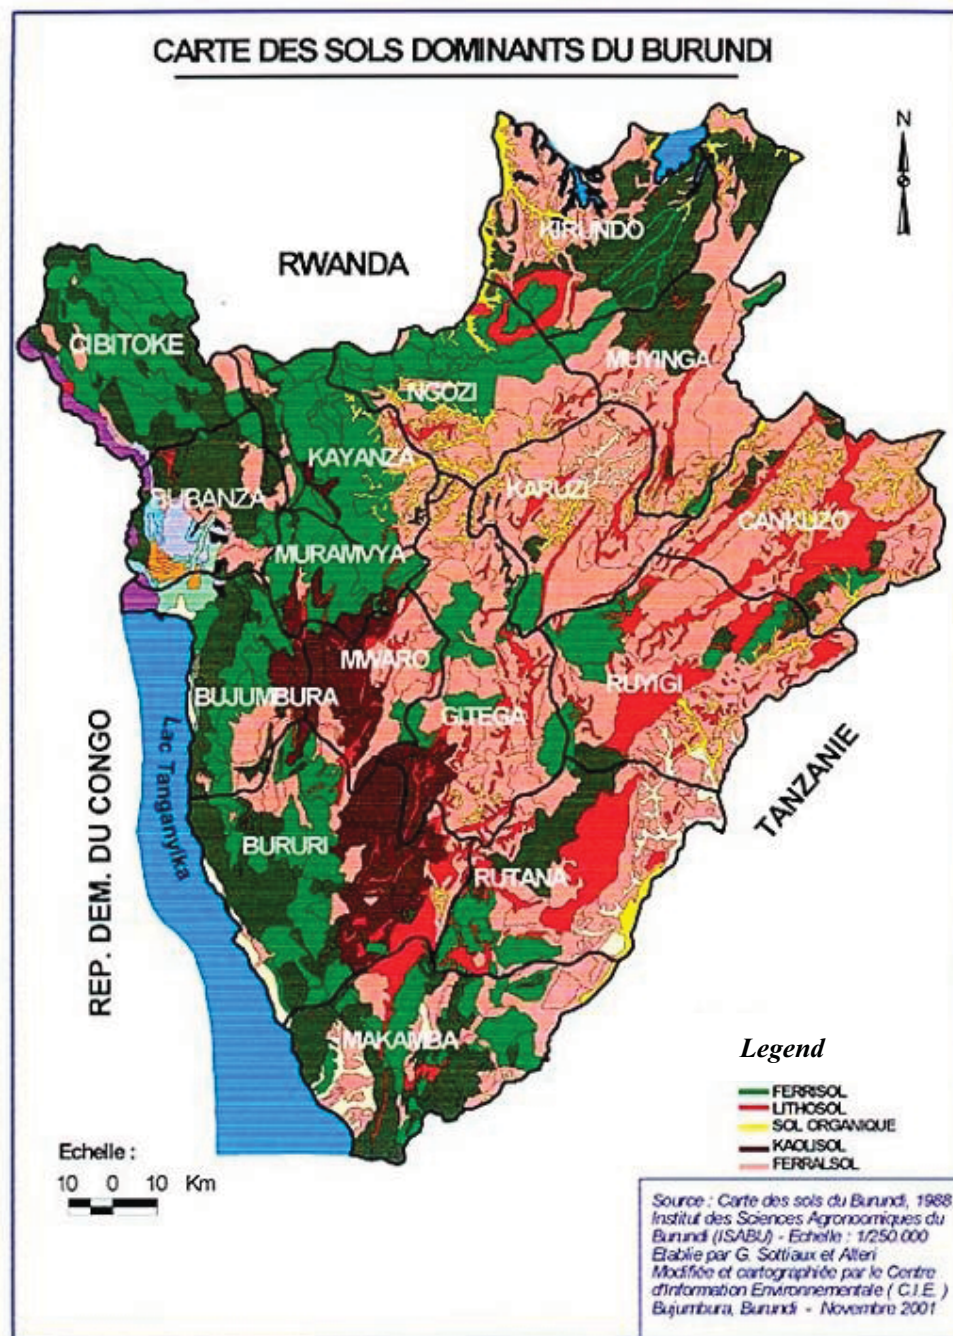 CARTE DES SOLS DOMINANTS DU BURUNDI
N
RWANDA
KIRUNDO
CIBITOKE
MUYINGA
NGOZI
KAYANZA
BUBANZA
KARUZI
CANKUZO
MURAMVYA
MWARO
BUJUMBURA
RUYIGI
GITEGA
Lac Tanganyika
REP. DEM. DU CONGO
TANZANIE
BURURI
RUTANA
MAKAMBA
Legend
FERRISOL
LITHOSOL
SOL ORGANIQUE
KAOLISOL
FERRALSOL
Echelle :
10 0 10 Km
Source : Carte des sols du Burundi, 1988
Institut des Sciences Agronomiques du
Burundi (ISABU) - Echelle : 1/250.000
Etablie par G. Sottiaux et Alteri
Modifiée et cartographiée par le Centre
d'Information Environnementale ( C.I.E. )
Bujumbura, Burundi - Novembre 2001